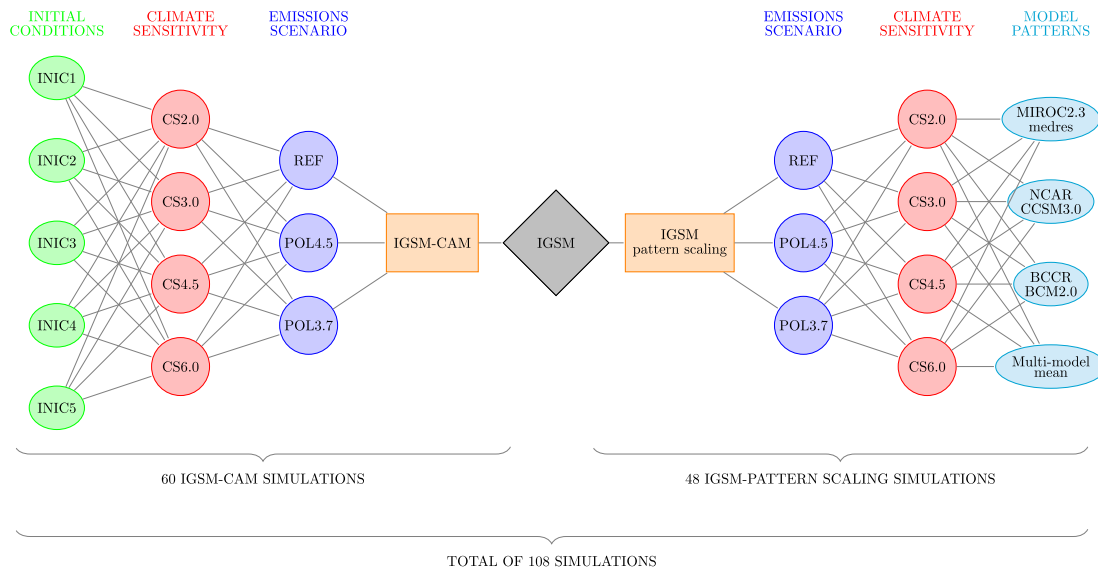 INITIAL
CONDITIONS
CLIMATE
SENSITIVITY
EMISSIONS
SCENARIO
EMISSIONS
SCENARIO
CLIMATE
SENSITIVITY
MODEL
PATTERNS
INIC1
INIC2
INIC3
INIC4
INIC5
CS2.0
CS3.0
CS4.5
CS6.0
REF
POL4.5
POL3.7
IGSM-CAM
IGSM
IGSM
pattern scaling
REF
POL4.5
POL3.7
CS2.0
CS3.0
CS4.5
CS6.0
MIROC2.3
medres
NCAR
CCSM3.0
BCCR
BCM2.0
Multi-model
mean
60 IGSM-CAM SIMULATIONS
48 IGSM-PATTERN SCALING SIMULATIONS
TOTAL OF 108 SIMULATIONS